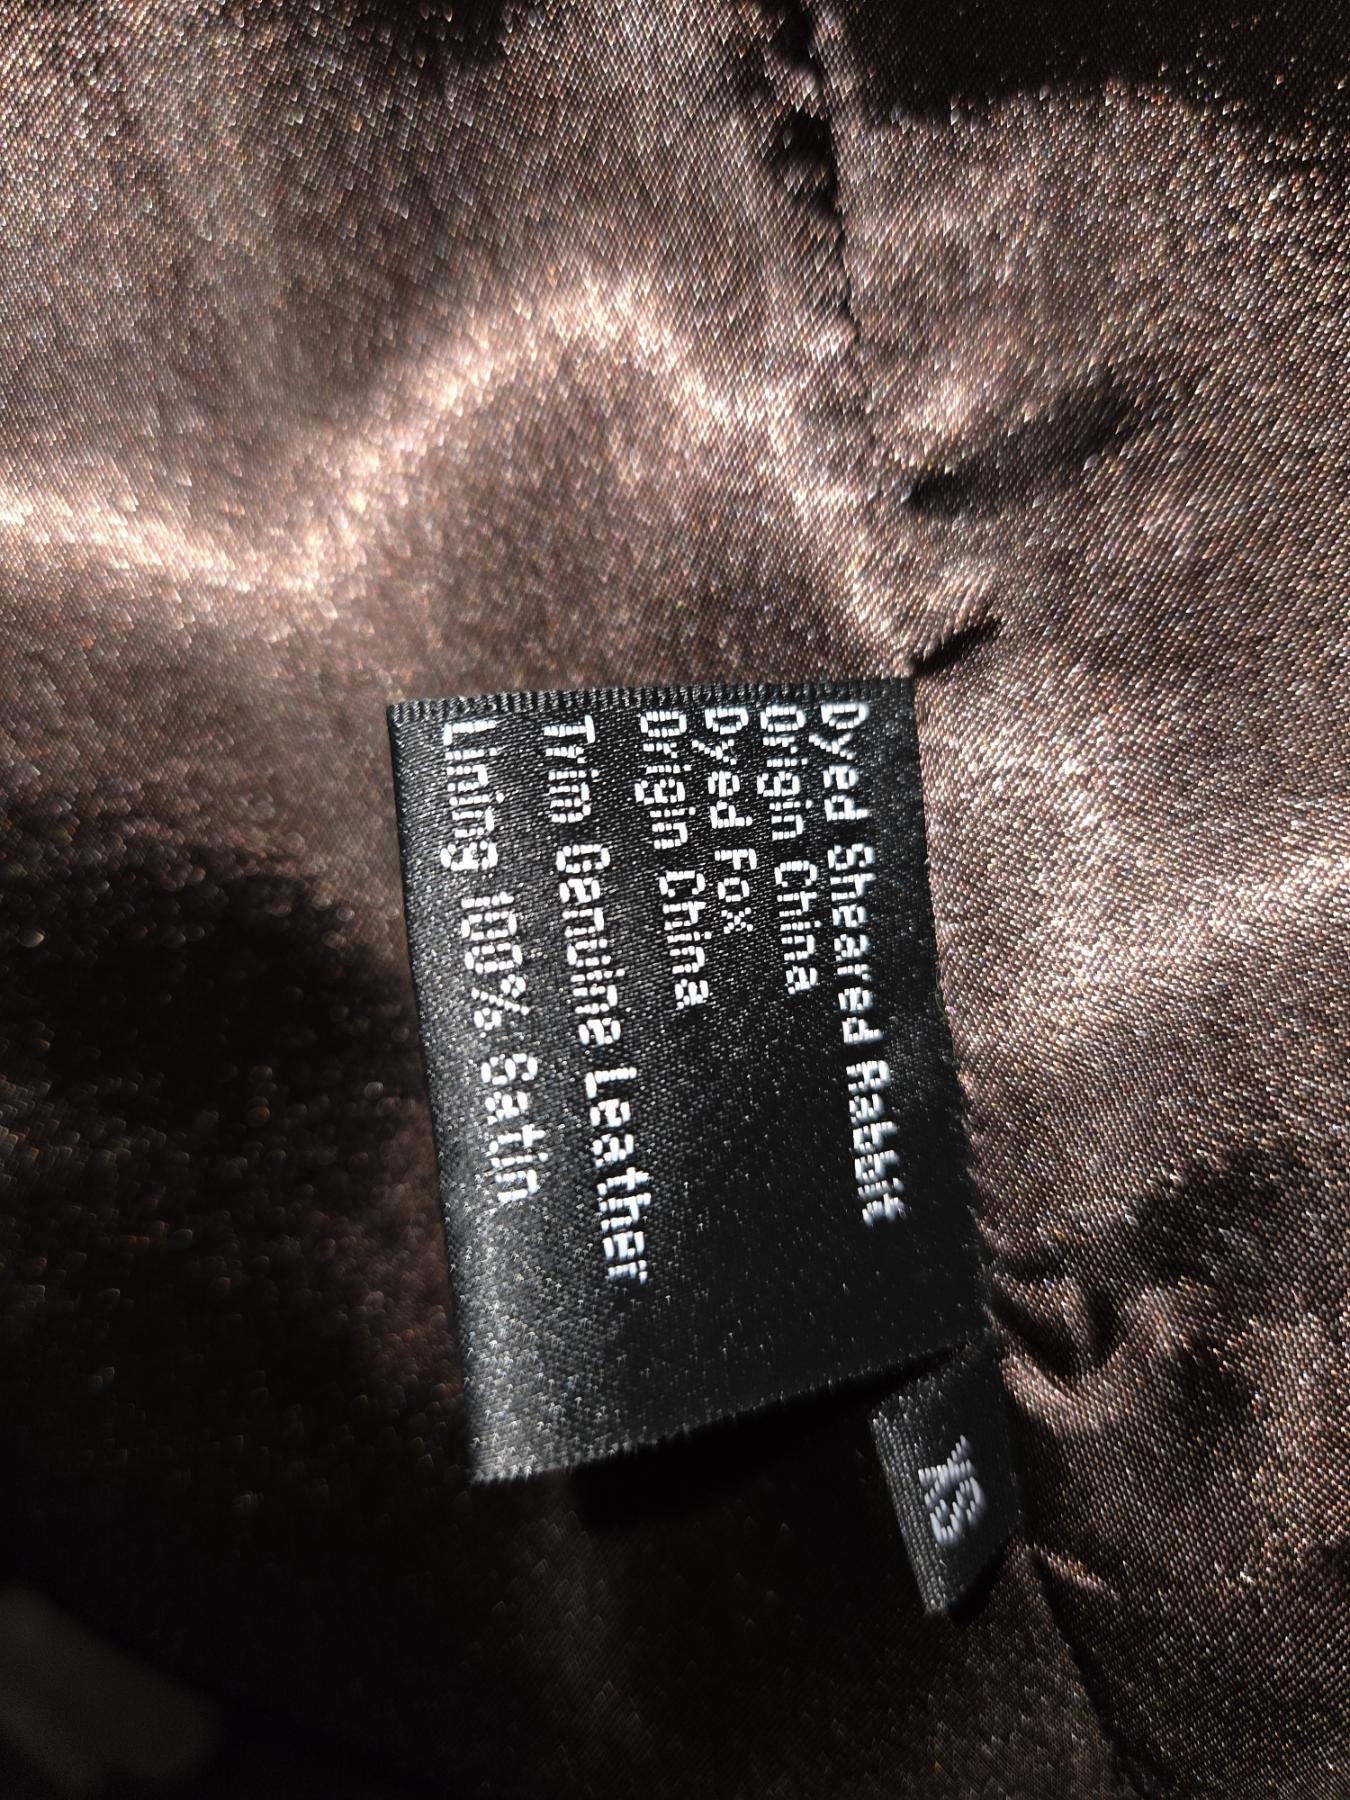 Dyed Sheared Rabbit
Origin China
Dyed Fox
Origin China
Trim Genuine Leather
Lining 100% Satin
XS